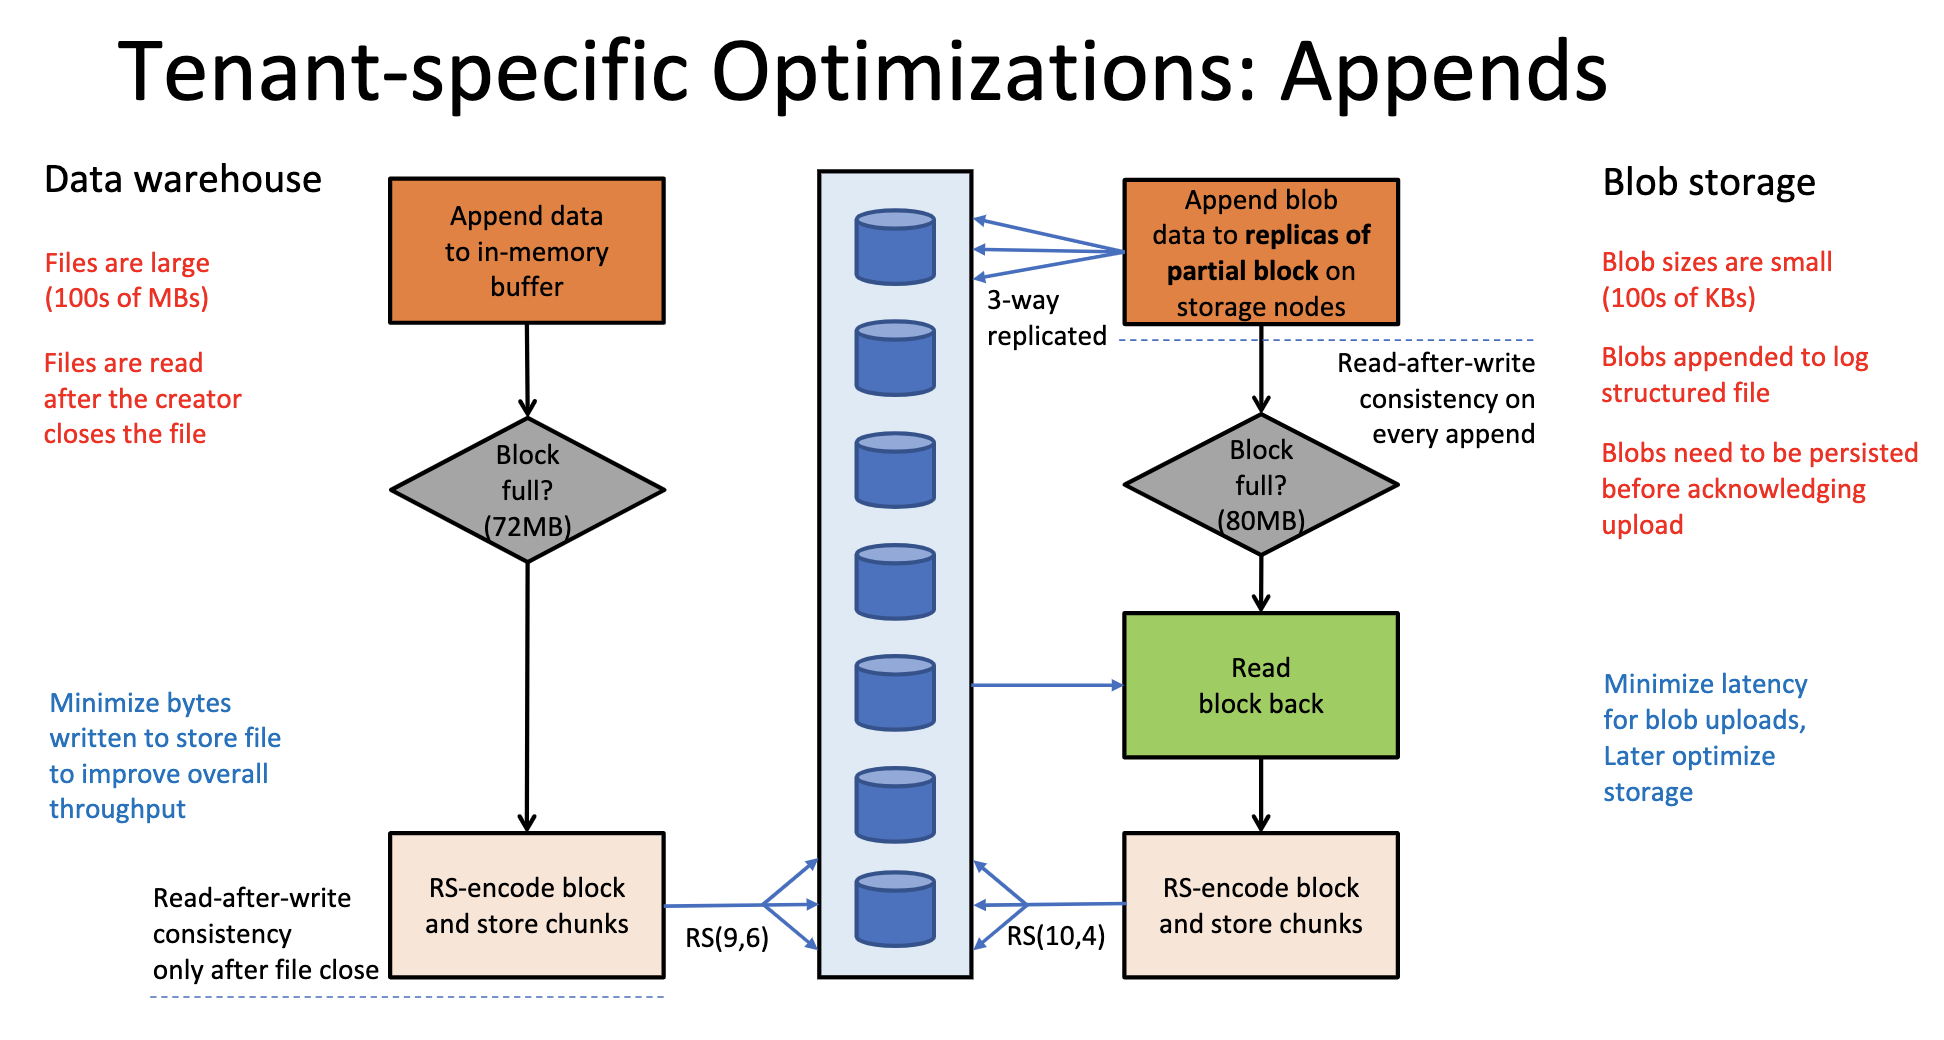 Tenant-specific Optimizations: Appends
Data warehouse
Files are large
(100s of MBs)
Files are read
after the creator
closes the file
Minimize bytes
written to store file
to improve overall
throughput
Read-after-write
consistency
only after file close
Append data
to in-memory
buffer
Block
full?
(72MB)
RS-encode block
and store chunks
RS(9,6)
3-way
replicated
Append blob
data to replicas of
partial block on
storage nodes
Read-after-write
consistency on
every append
Block
full?
(80MB)
Read
block back
RS-encode block
and store chunks
RS(10,4)
Blob storage
Blob sizes are small
(100s of KBs)
Blobs appended to log
structured file
Blobs need to be persisted
before acknowledging
upload
Minimize latency
for blob uploads,
Later optimize
storage